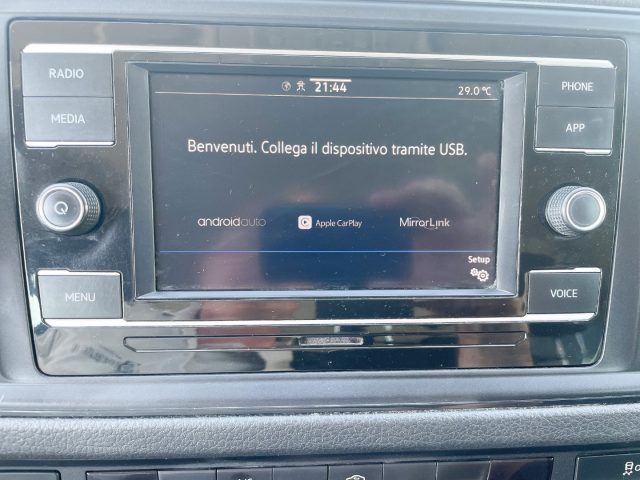 RADIO
MEDIA
MENU
21:44
29.0 °C
Benvenuti. Collega il dispositivo tramite USB.
androidauto
Apple CarPlay
MirrorLink
Setup
PHONE
APP
VOICE